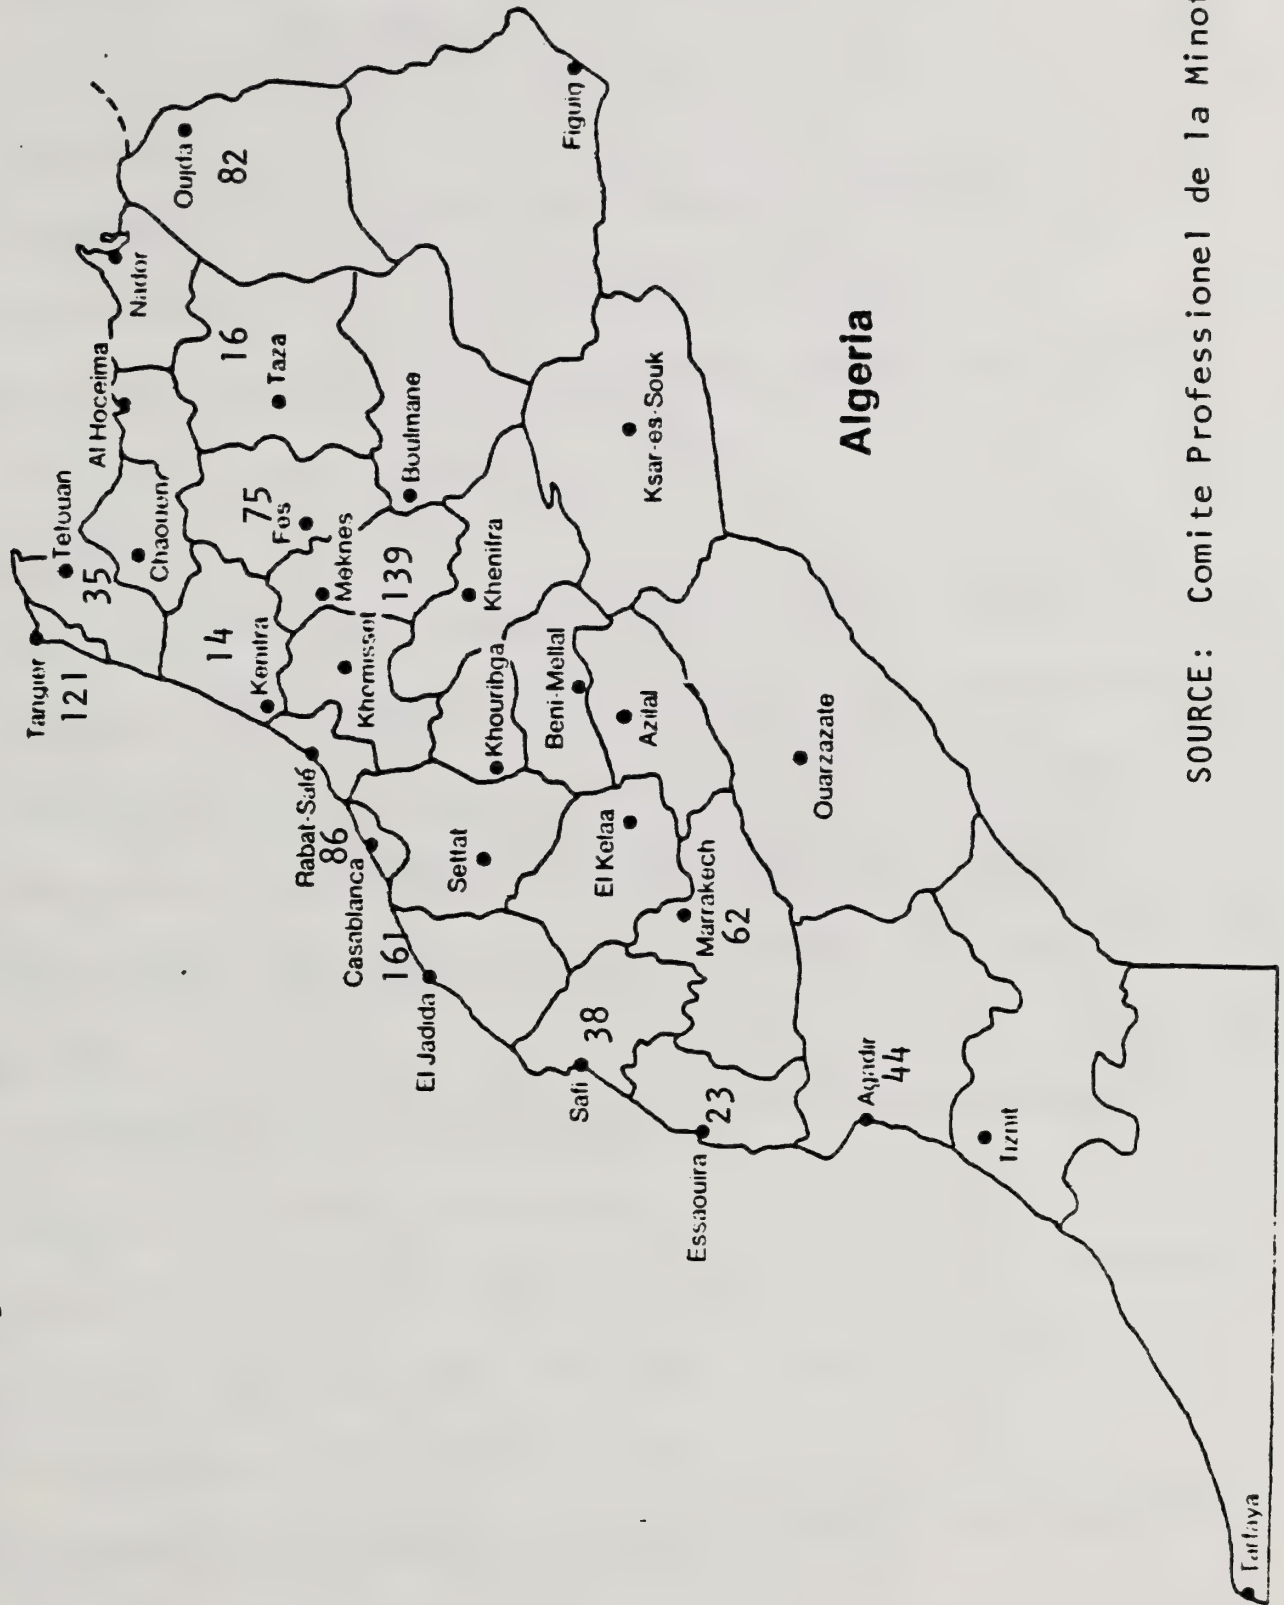 Tangier
121
Tetouan
35
Al Hoceima
Nador
Chaouen
Oujda
82
14
Kenitra
75
Fes
16
Taza
Rabat-Salé
86
Khemisset
Meknes
139
Boulmane
Figuig
Casablanca
161
El Jadida
Settat
Khouribga
Khenifra
Safi
38
El Kelaa
Beni-Mellal
Azilal
Ksar-es-Souk
Essaouira
23
Marrakech
62
Ouarzazate
Algeria
Agadir
44
Tiznit
Tarfaya
SOURCE: Comite Professionel de la